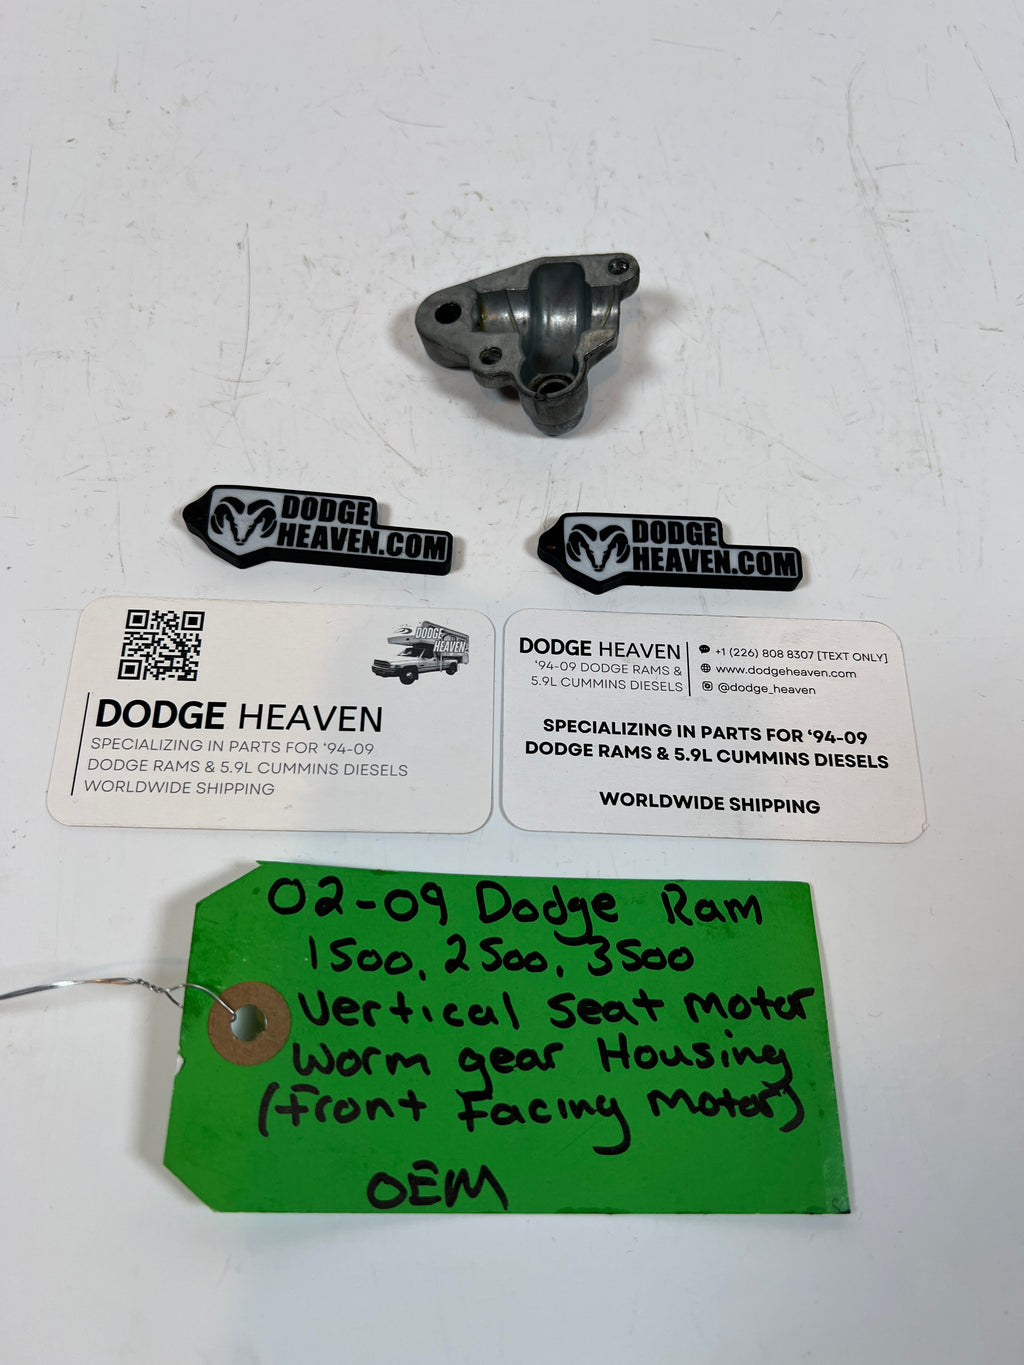 DODGE
HEAVEN.COM
DODGE
HEAVEN.COM
DODGE
HEAVEN
DODGE HEAVEN
SPECIALIZING IN PARTS FOR '94-09
DODGE RAMS & 5.9L CUMMINS DIESELS
WORLDWIDE SHIPPING
DODGE HEAVEN
'94-09 DODGE RAMS &
5.9L CUMMINS DIESELS
+1 (226) 808 8307 [TEXT ONLY]
www.dodgeheaven.com
@dodge_heaven
SPECIALIZING IN PARTS FOR '94-09
DODGE RAMS & 5.9L CUMMINS DIESELS
WORLDWIDE SHIPPING
02-09 Dodge Ram
1500, 2500, 3500
Vertical Seat Motor
Worm gear Housing
(Front Facing Motor)
OEM